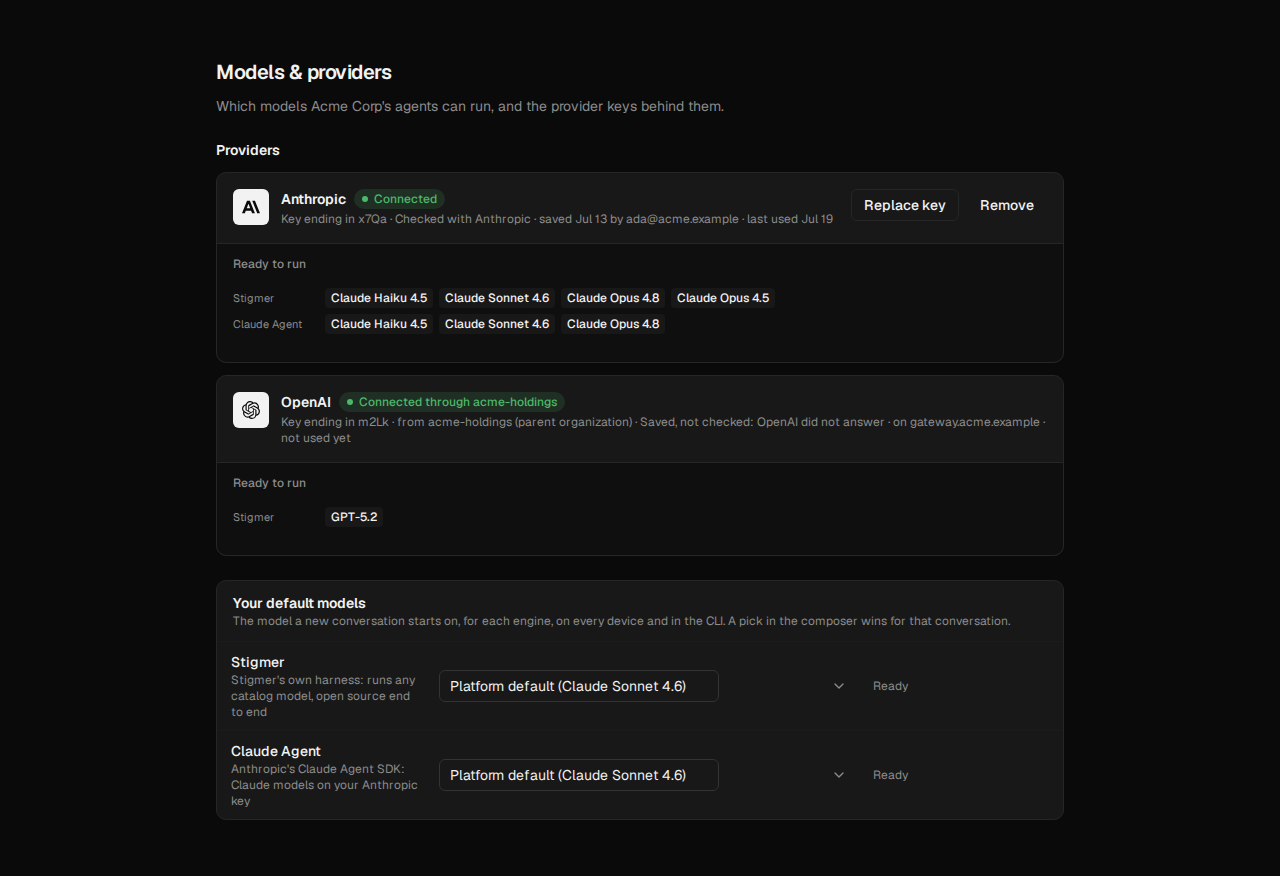 Models & providers
Which models Acme Corp's agents can run, and the provider keys behind them.
Providers
Anthropic Connected
Key ending in x7Qa · Checked with Anthropic · saved Jul 13 by ada@acme.example · last used Jul 19
Replace key Remove
Ready to run
Stigmer Claude Haiku 4.5 Claude Sonnet 4.6 Claude Opus 4.8 Claude Opus 4.5
Claude Agent Claude Haiku 4.5 Claude Sonnet 4.6 Claude Opus 4.8
OpenAI Connected through acme-holdings
Key ending in m2Lk · from acme-holdings (parent organization) · Saved, not checked: OpenAI did not answer · on gateway.acme.example ·
not used yet
Ready to run
Stigmer GPT-5.2
Your default models
The model a new conversation starts on, for each engine, on every device and in the CLI. A pick in the composer wins for that conversation.
Stigmer
Stigmer's own harness: runs any
catalog model, open source end
to end
Platform default (Claude Sonnet 4.6) Ready
Claude Agent
Anthropic's Claude Agent SDK:
Claude models on your Anthropic
key
Platform default (Claude Sonnet 4.6) Ready